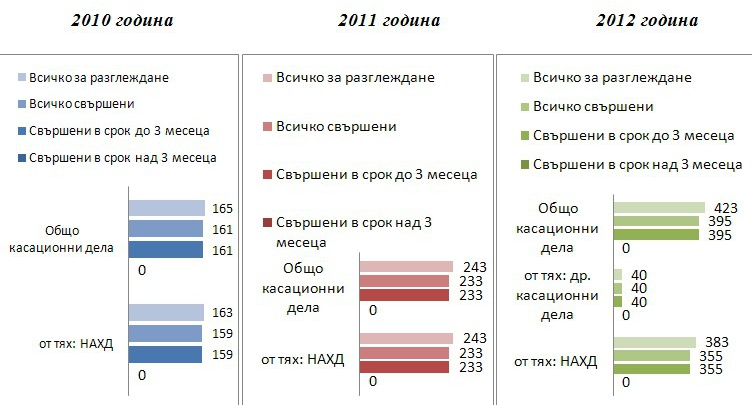 2010 година
Всичко за разглеждане
Всичко свършени
Свършени в срок до 3 месеца
Свършени в срок над 3 месеца
Общо
касационни дела
165
161
161
0
от тях: НАХД
163
159
159
0
2011 година
Всичко за разглеждане
Всичко свършени
Свършени в срок до 3 месеца
Свършени в срок над 3
месеца
Общо
касационни
дела
243
233
233
0
от тях: НАХД
243
233
233
0
2012 година
Всичко за разглеждане
Всичко свършени
Свършени в срок до 3 месеца
Свършени в срок над 3 месеца
Общо
касационни
дела
423
395
395
0
от тях: др.
касационни
дела
40
40
40
0
от тях: НАХД
383
355
355
0